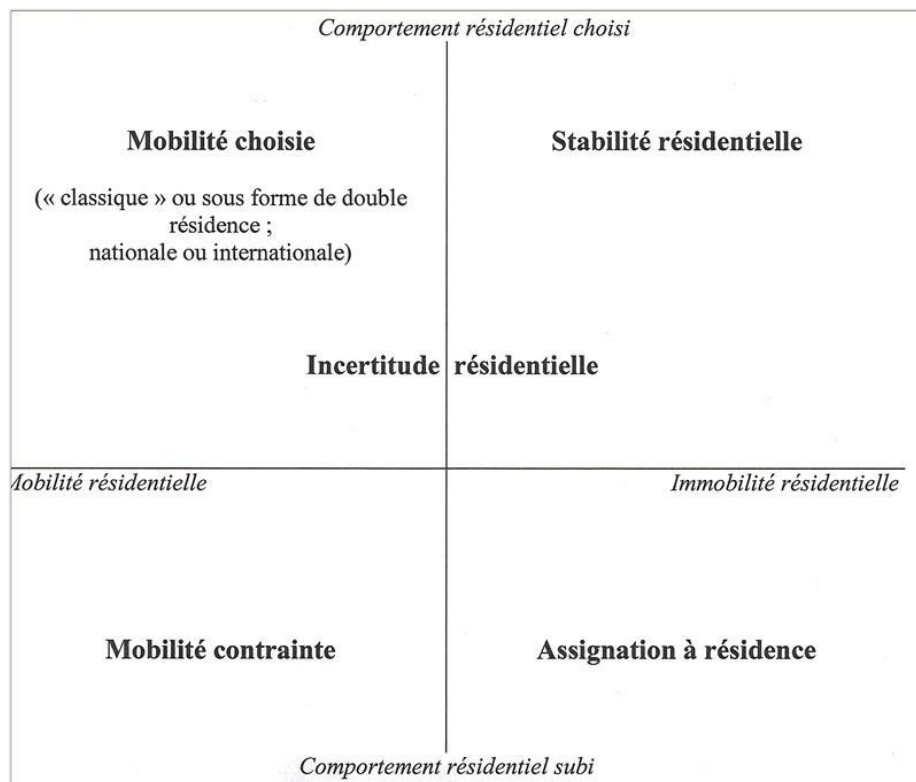 Comportement résidentiel choisi
Mobilité choisie
Stabilité résidentielle
(« classique » ou sous forme de double
résidence ;
nationale ou internationale)
Incertitude résidentielle
Mobilité résidentielle
Immobilité résidentielle
Mobilité contrainte
Assignation à résidence
Comportement résidentiel subi